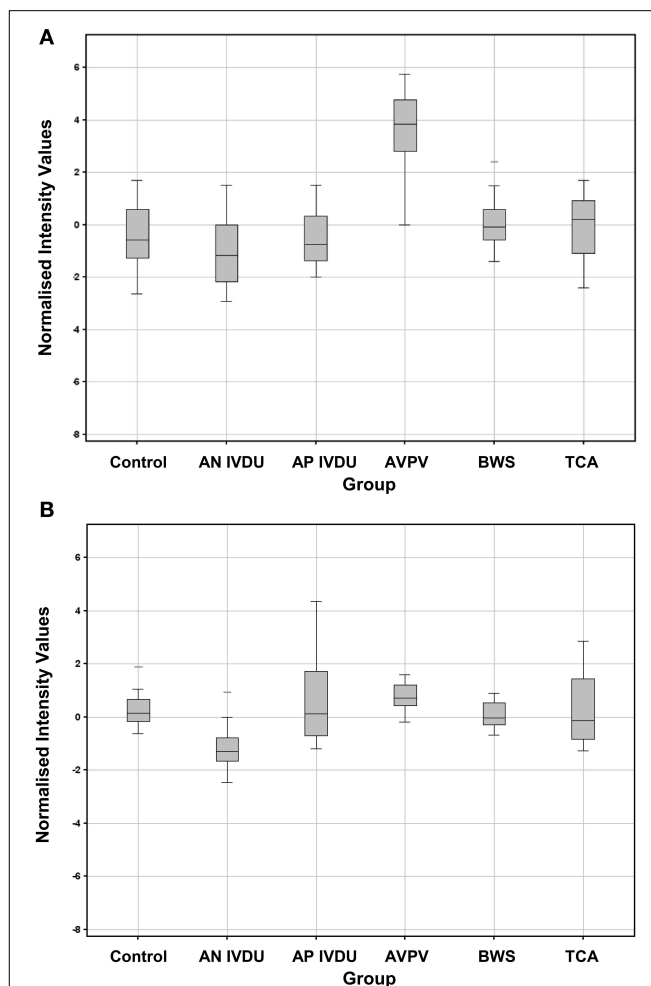 A
Normalised Intensity Values
6
4
2
0
-2
-4
-6
-8
Control AN IVDU AP IVDU AVPV BWS TCA
Group
B
Normalised Intensity Values
6
4
2
0
-2
-4
-6
-8
Control AN IVDU AP IVDU AVPV BWS TCA
Group